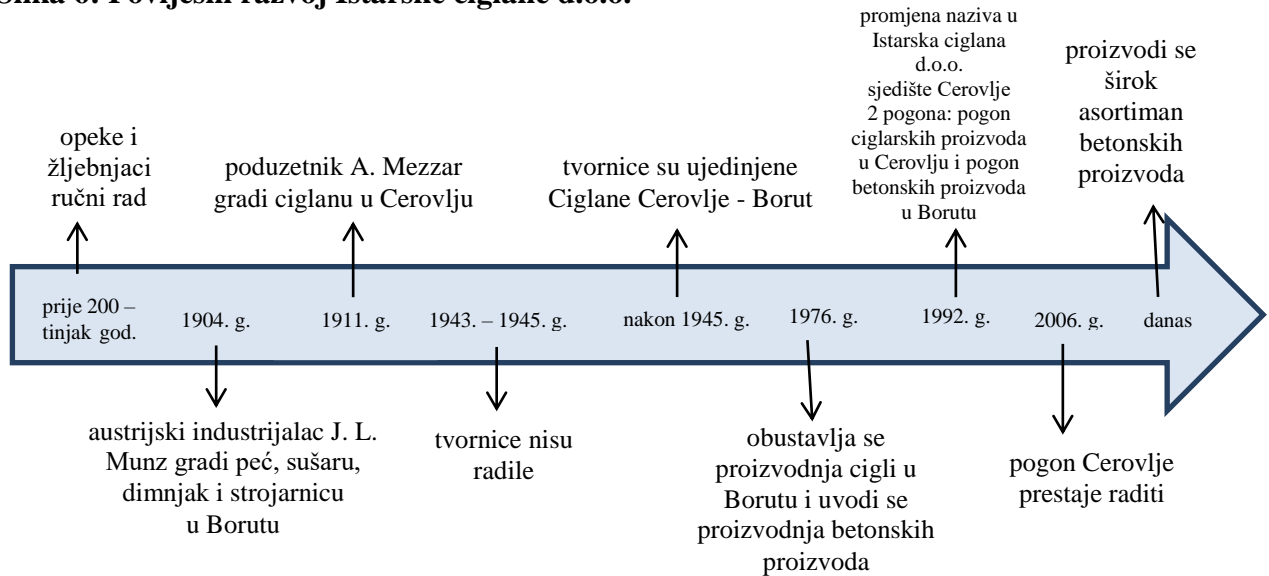 Povijesni razvoj Istarske ciglane d.o.o.
opeke i
žljebnjaci
ručni rad
poduzetnik A. Mezzar
gradi ciglanu u Cerovlju
tvornice su ujedinjene
Ciglane Cerovlje - Borut
promjena naziva u
Istarska ciglana
d.o.o.
sjedište Cerovlje
2 pogona: pogon
ciglarskih proizvoda
u Cerovlju i pogon
betonskih proizvoda
u Borutu
proizvodi se
širok
asortiman
betonskih
proizvoda
prije 200 –
tinjak god.
1904. g.
1911. g.
1943. – 1945. g.
nakon 1945. g.
1976. g.
1992. g.
2006. g.
danas
austrijski industrijalac J. L.
Munz gradi peć, sušaru,
dimnjak i strojarnicu
u Borutu
tvornice nisu
radile
obustavlja se
proizvodnja cigli u
Borutu i uvodi se
proizvodnja betonskih
proizvoda
pogon Cerovlje
prestaje raditi